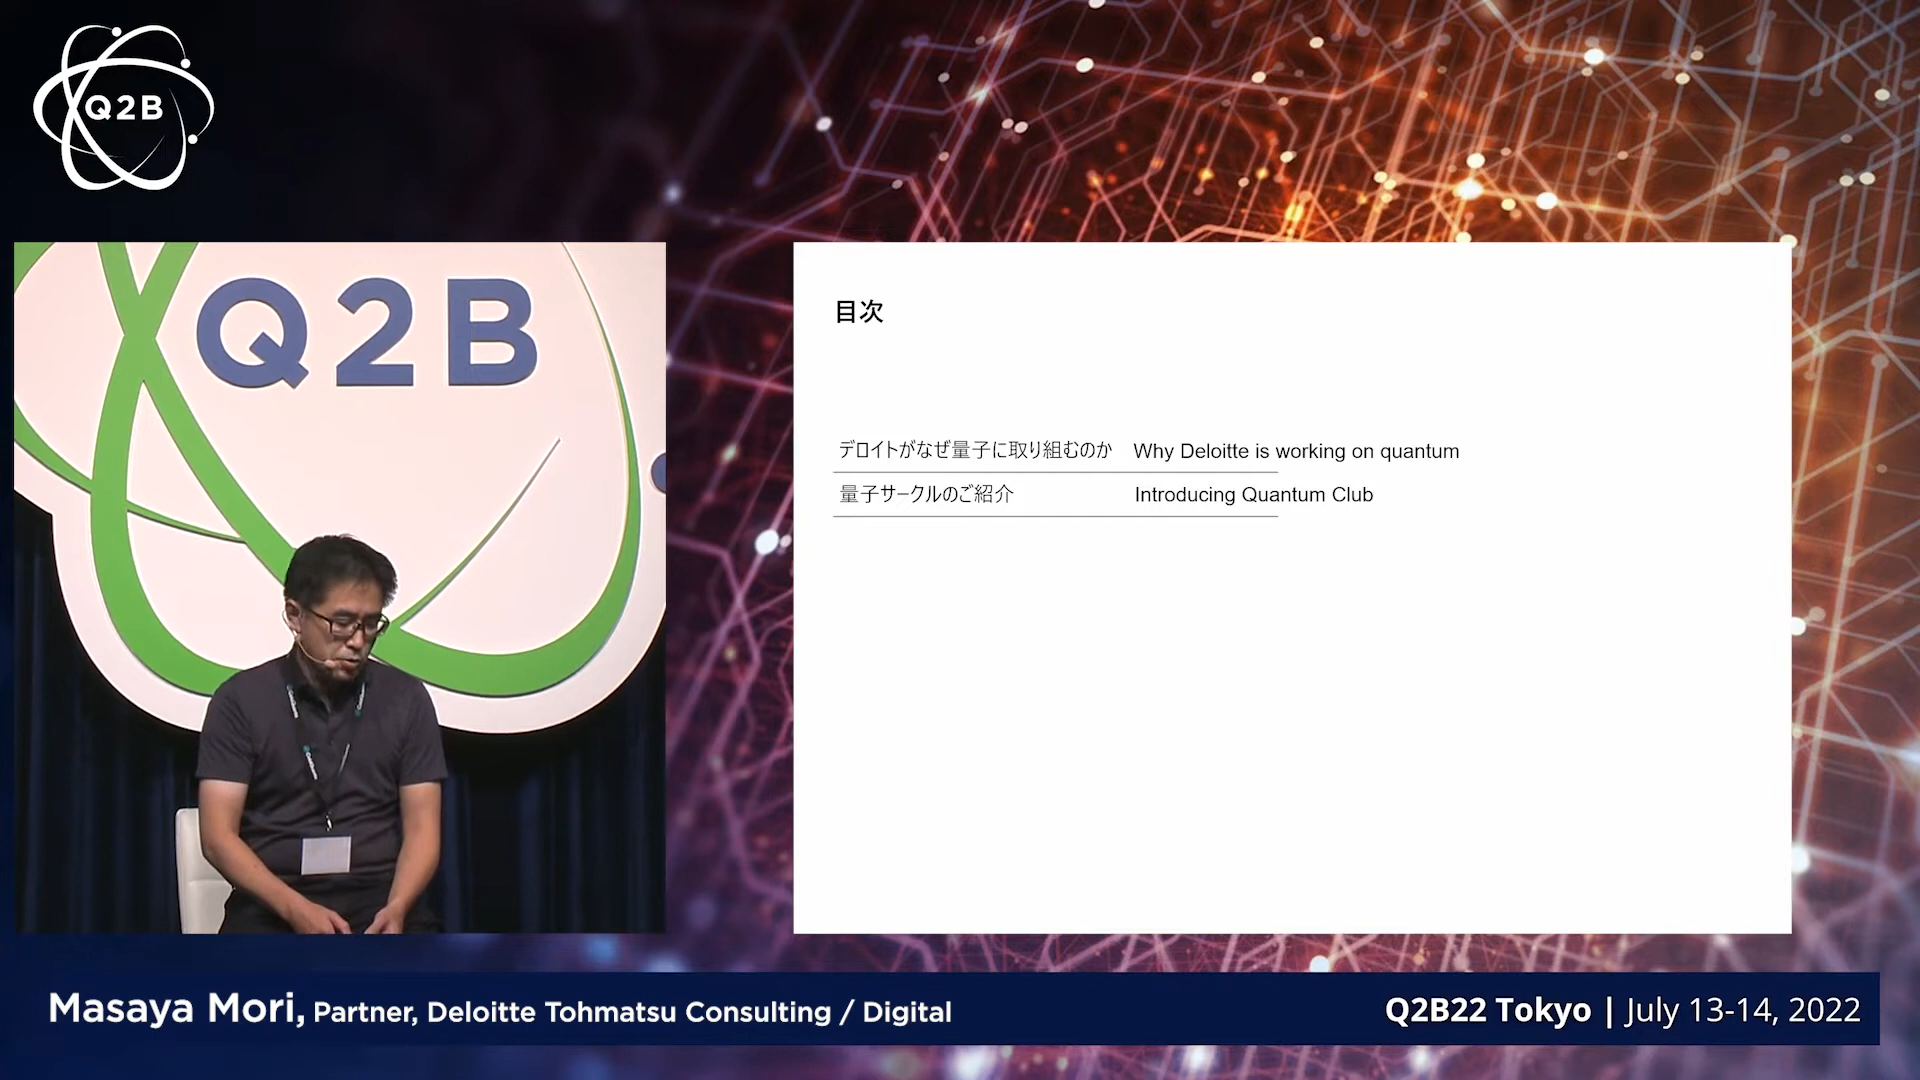 Q2B
Q2B
目次
デロイトがなぜ量子に取り組むのか Why Deloitte is working on quantum
量子サークルのご紹介 Introducing Quantum Club
Masaya Mori, Partner, Deloitte Tohmatsu Consulting / Digital
Q2B22 Tokyo | July 13-14, 2022